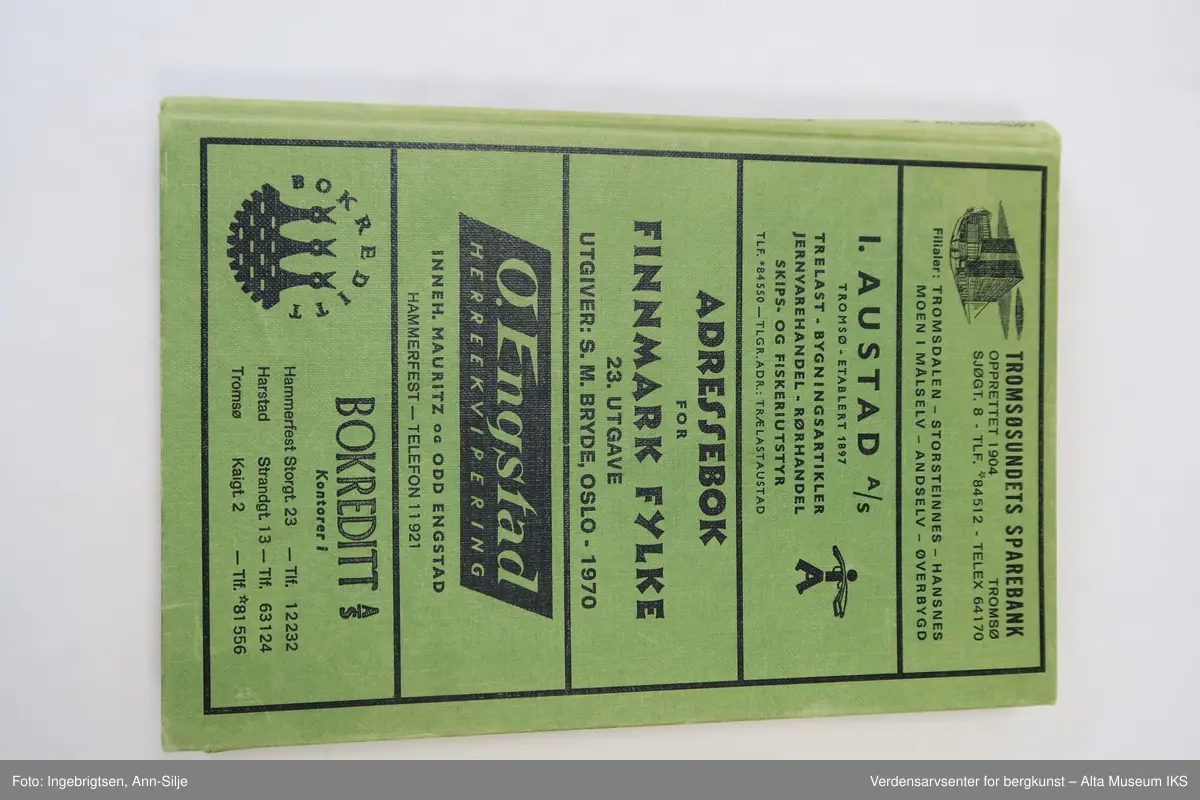 TROMSØSUNDETS SPAREBANK
TROMSØ
OPPRETTET 1904
SJØGT. 8 - TLF. *84512 - TELEX 64170
Filialer: TROMSDALEN – STORSTEINNES – HANSNES
MOEN I MÅLSELV – ANDSELV – ØVERBYGD
I. AUSTAD A/S
TROMSØ - ETABLERT 1897
TRELAST - BYGNINGSARTIKLER
JERNVAREHANDEL - RØRHANDEL
SKIPS- OG FISKERIUTSTYR
TLF. *84550 — TLGR.ADR.: TRÆLASTAUSTAD
A
ADRESSEBOK
FOR
FINNMARK FYLKE
23. UTGAVE
UTGIVER: S. M. BRYDE, OSLO - 1970
O. Engstad
HERREEKVIPERING
INNEH. MAURITZ OG ODD ENGSTAD
HAMMERFEST — TELEFON 11 921
BOKREDITT
BOKREDITT A/S
Kontorer i
Hammerfest Storgt. 23 — Tlf. 12232
Harstad Strandgt. 13 — Tlf. 63124
Tromsø Kaigt. 2 — Tlf. *81556
Foto: Ingebrigtsen, Ann-Silje
Verdensarvsenter for bergkunst – Alta Museum IKS